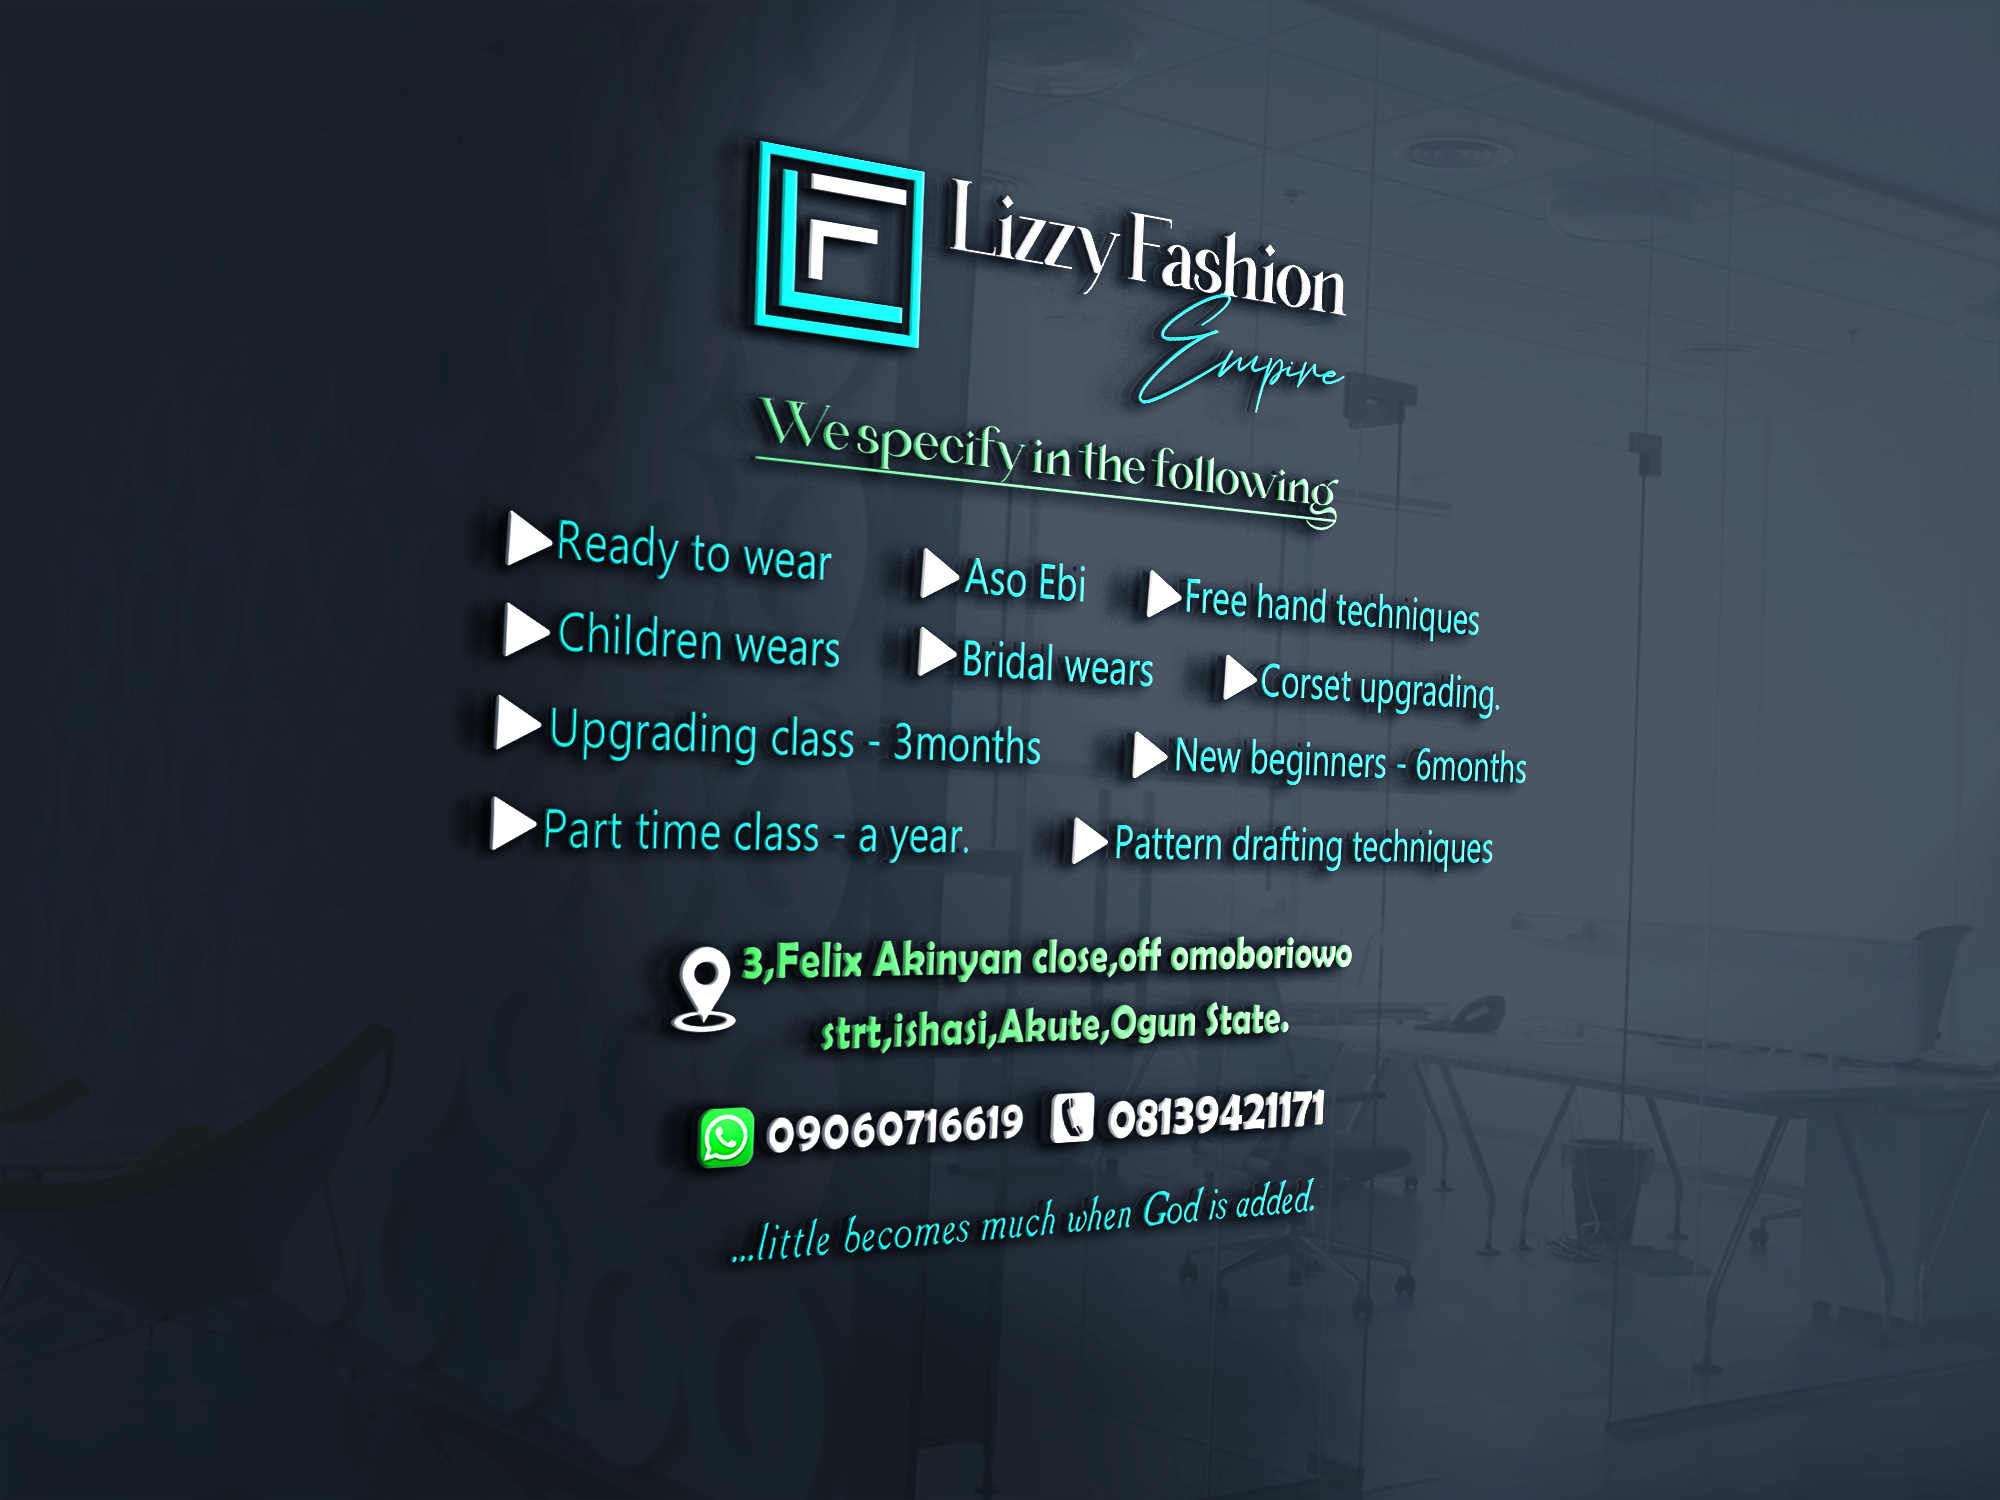 Lizzy Fashion
Empire
We specify in the following
Ready to wear
Aso Ebi
Free hand techniques
Children wears
Bridal wears
Corset upgrading.
Upgrading class - 3months
New beginners - 6months
Part time class - a year.
Pattern drafting techniques
3,Felix Akinyan close,off omoboriowo
strt,ishasi,Akute,Ogun State.
09060716619 08139421171
...little becomes much when God is added.